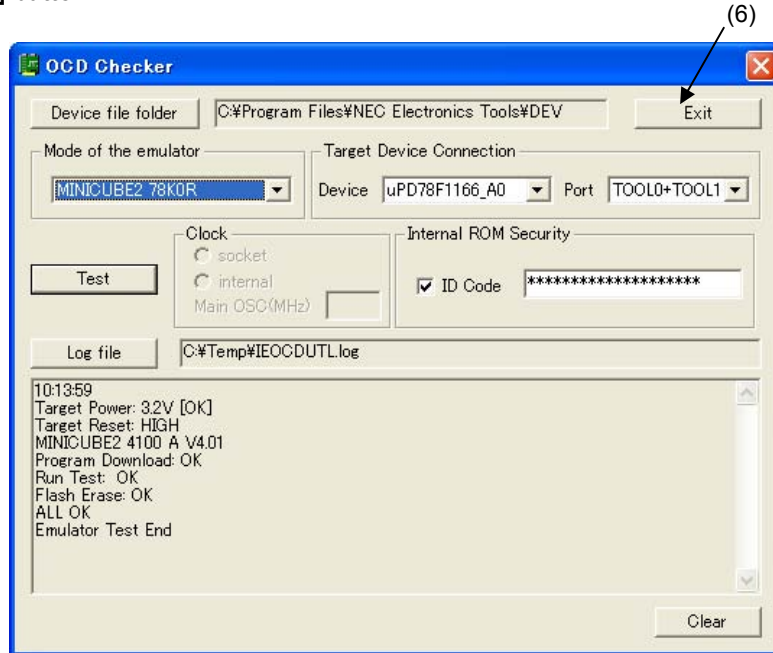 (6)
OCD Checker
Device file folder C:¥Program Files¥NEC Electronics Tools¥DEV Exit
Mode of the emulator Target Device Connection
MINICUBE2 78K0R Device uPD78F1166_A0 Port TOOL0+TOOL1
Clock Internal ROM Security
socket
Test internal ID Code ********************
Main OSC(MHz)
Log file C:¥Temp¥IEOCDUTL.log
10:13:59
Target Power: 3.2V [OK]
Target Reset: HIGH
MINICUBE2 4100 A V4.01
Program Download: OK
Run Test: OK
Flash Erase: OK
ALL OK
Emulator Test End
Clear